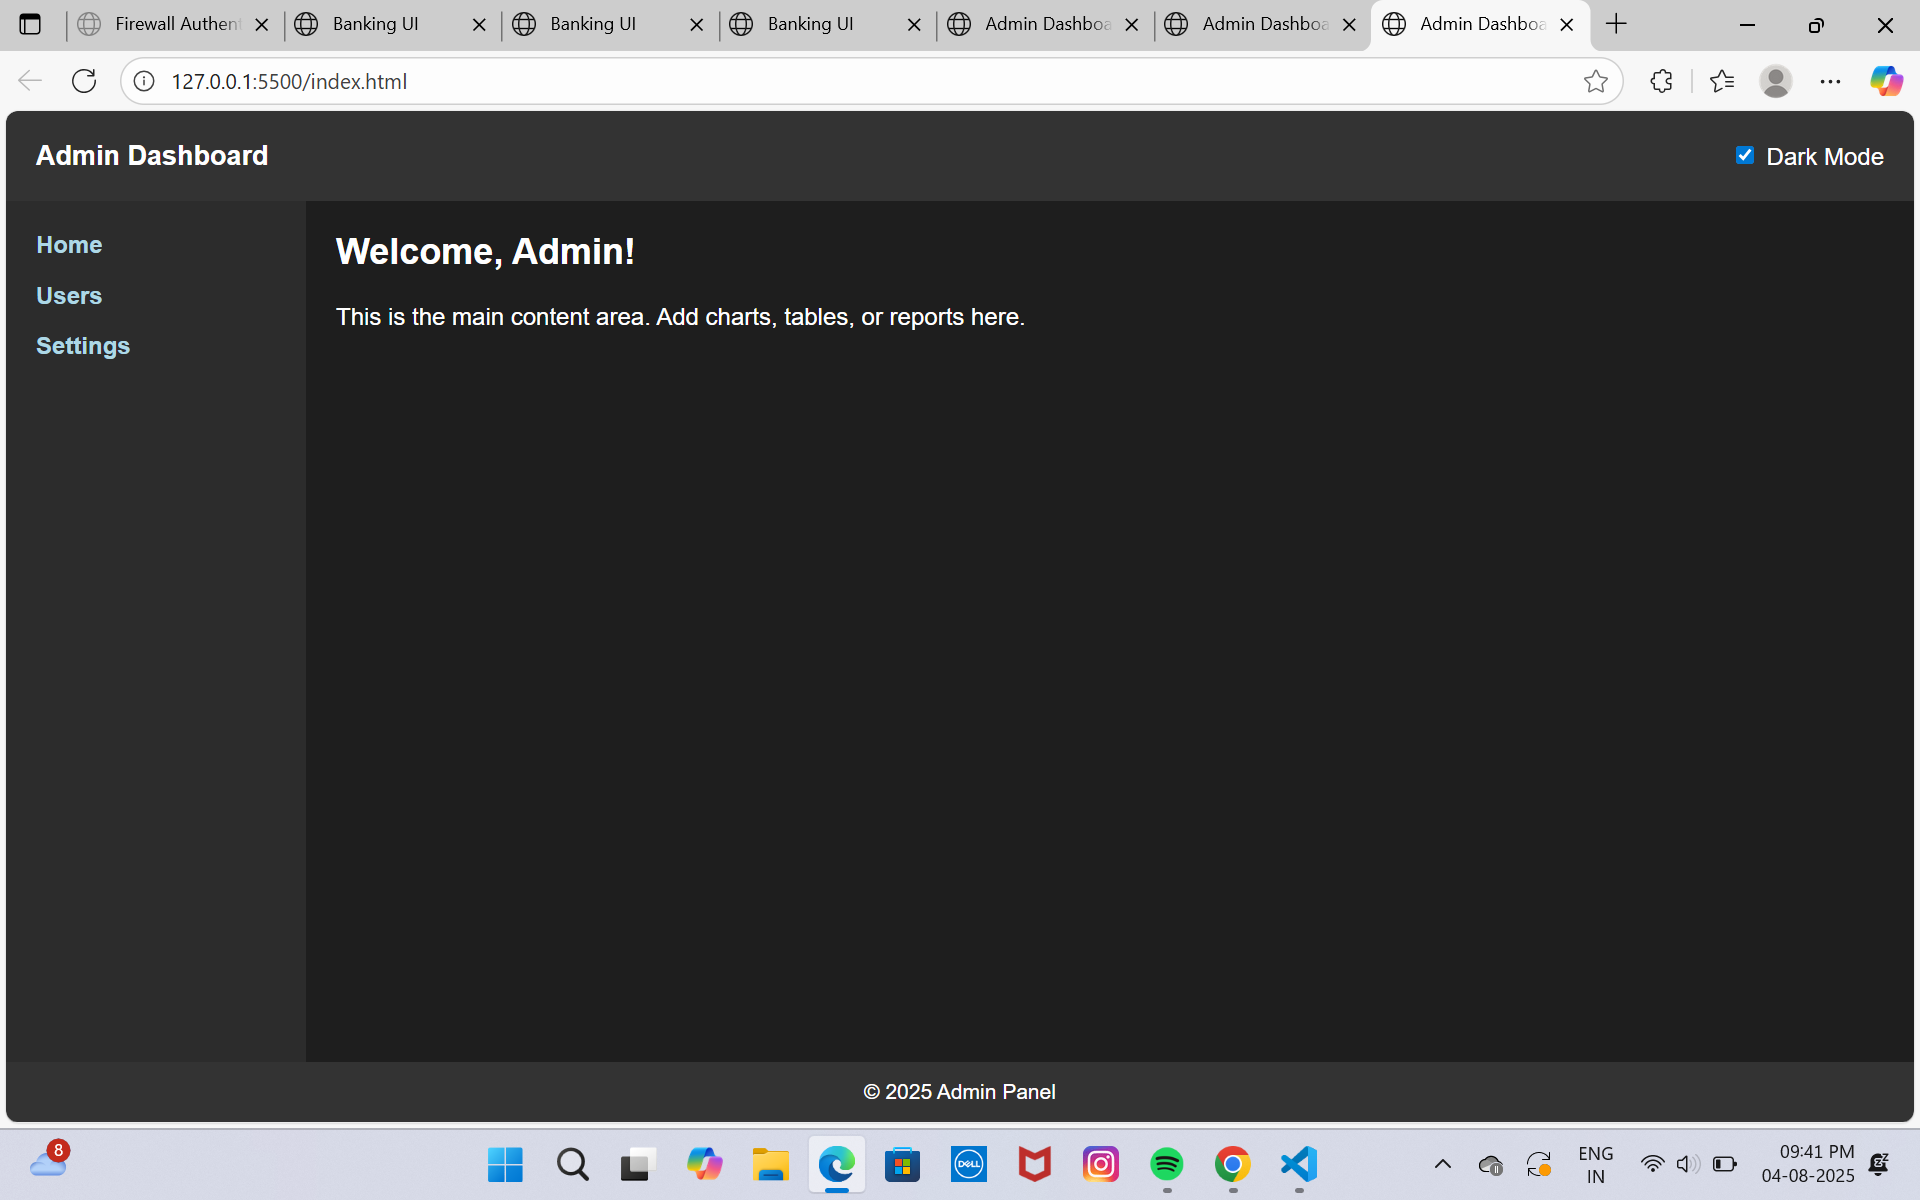 Firewall Authent
Banking UI
Banking UI
Banking UI
Admin Dashboa
Admin Dashboa
Admin Dashboa
127.0.0.1:5500/index.html
Admin Dashboard
Dark Mode
Home
Users
Settings
Welcome, Admin!
This is the main content area. Add charts, tables, or reports here.
© 2025 Admin Panel
8
DELL
ENG
IN
09:41 PM
04-08-2025